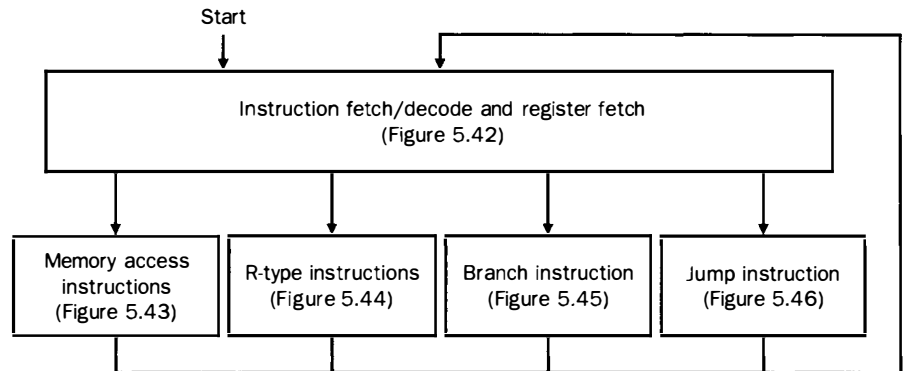 Start
Instruction fetch/decode and register fetch
(Figure 5.42)
Memory access
instructions
(Figure 5.43)
R-type instructions
(Figure 5.44)
Branch instruction
(Figure 5.45)
Jump instruction
(Figure 5.46)